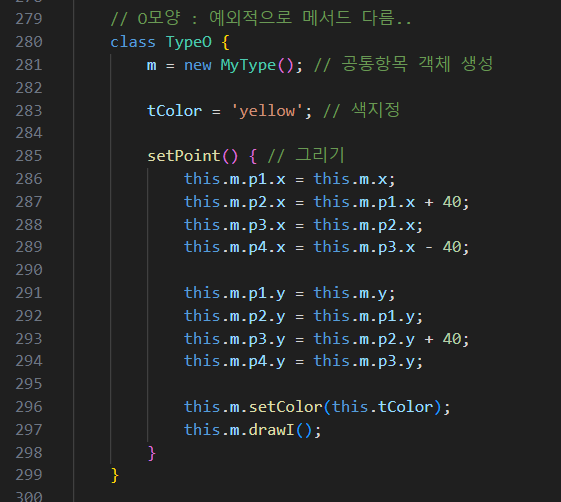 279 // O모양 : 예외적으로 메서드 다름..
280 class TypeO {
281 m = new MyType(); // 공통항목 객체 생성
282
283 tColor = 'yellow'; // 색지정
284
285 setPoint() { // 그리기
286 this.m.p1.x = this.m.x;
287 this.m.p2.x = this.m.p1.x + 40;
288 this.m.p3.x = this.m.p2.x;
289 this.m.p4.x = this.m.p3.x - 40;
290
291 this.m.p1.y = this.m.y;
292 this.m.p2.y = this.m.p1.y;
293 this.m.p3.y = this.m.p2.y + 40;
294 this.m.p4.y = this.m.p3.y;
295
296 this.m.setColor(this.tColor);
297 this.m.drawI();
298 }
299 }
300